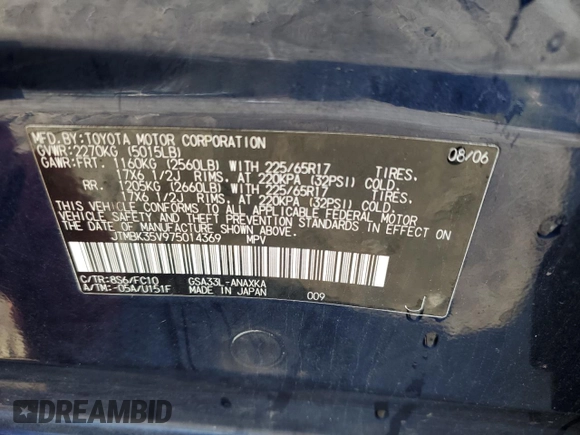 MFD.BY:TOYOTA MOTOR CORPORATION 08/06
GVWR:2270KG (5015LB)
GAWR:FRT. 1160KG (2560LB) WITH 225/65R17 TIRES.
17X6 1/2J RIMS. AT 220KPA (32PSI) COLD.
RR. 1205KG (2660LB) WITH 225/65R17 TIRES.
17X6 1/2J RIMS. AT 220KPA (32PSI) COLD.
THIS VEHICLE CONFORMS TO ALL APPLICABLE FEDERAL MOTOR
VEHICLE SAFETY AND THEFT PREVENTION STANDARDS IN EFFECT ON
THE DATE OF MANUFACTURE SHOWN ABOVE.
JTMBK35V975014369 MPV
C/TR:8S6/FC10 GSA33L-ANAXKA
A/TM:-05A/U151F MADE IN JAPAN 009
DREAMBID